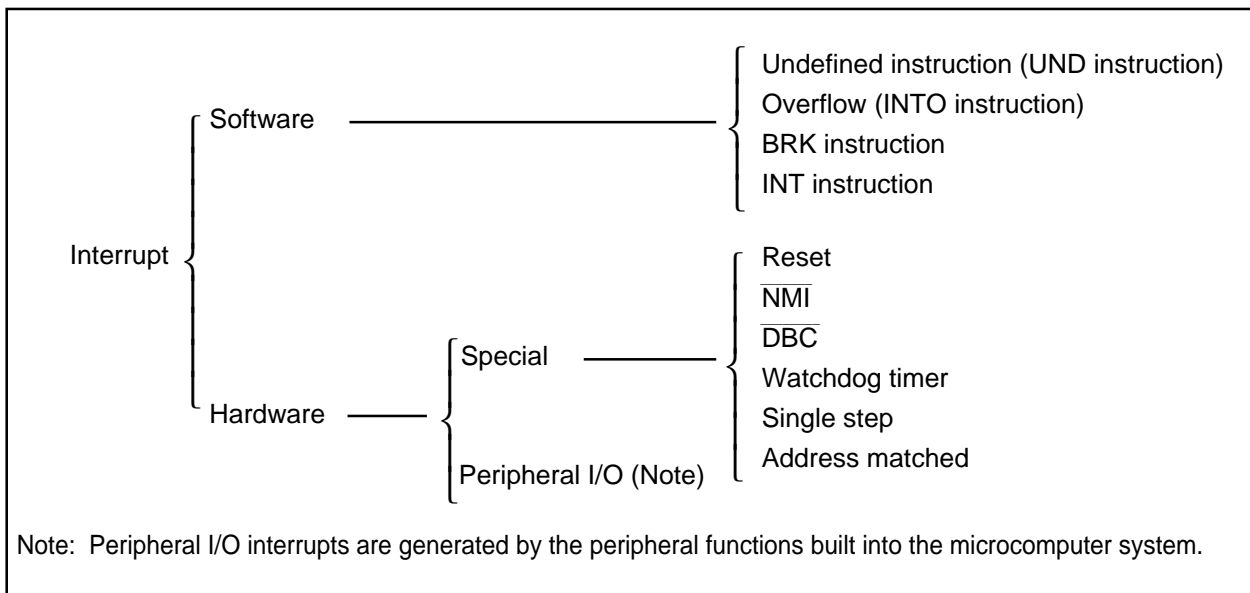 Undefined instruction (UND instruction)
Software
Overflow (INTO instruction)
BRK instruction
INT instruction
Interrupt
Reset
N̅M̅I̅
D̅B̅C̅
Special
Watchdog timer
Hardware
Single step
Peripheral I/O (Note)
Address matched
Note: Peripheral I/O interrupts are generated by the peripheral functions built into the microcomputer system.